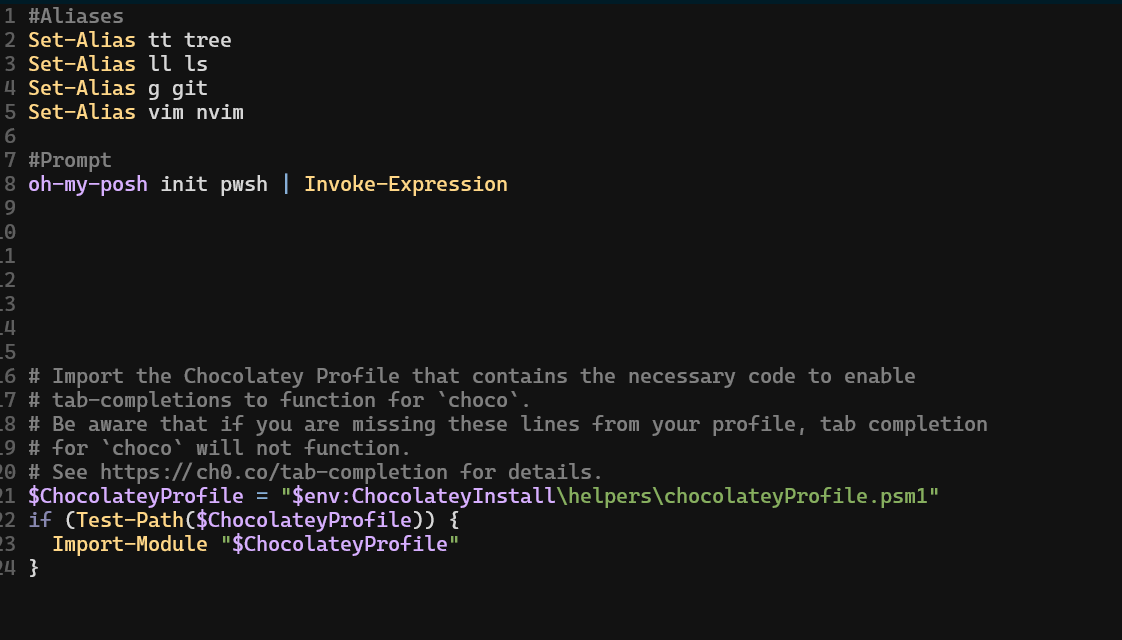 1 #Aliases
2 Set-Alias tt tree
3 Set-Alias ll ls
4 Set-Alias g git
5 Set-Alias vim nvim
6
7 #Prompt
8 oh-my-posh init pwsh | Invoke-Expression
9
10
11
12
13
14
15
16 # Import the Chocolatey Profile that contains the necessary code to enable
17 # tab-completions to function for `choco`.
18 # Be aware that if you are missing these lines from your profile, tab completion
19 # for `choco` will not function.
20 # See https://ch0.co/tab-completion for details.
21 $ChocolateyProfile = "$env:ChocolateyInstall\helpers\chocolateyProfile.psm1"
22 if (Test-Path($ChocolateyProfile)) {
23   Import-Module "$ChocolateyProfile"
24 }